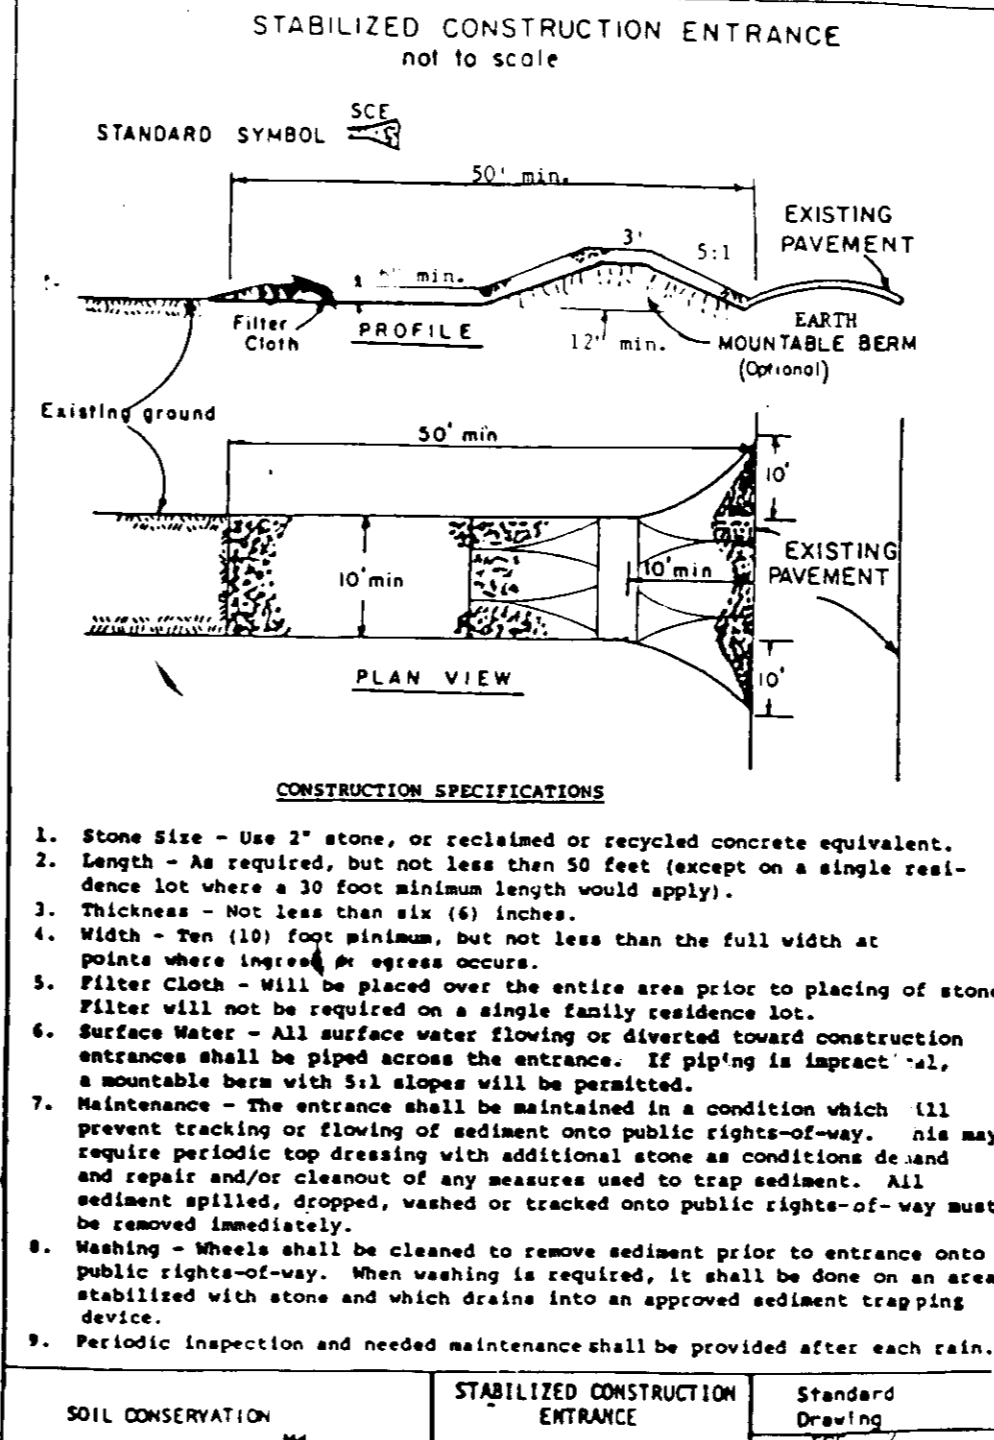 STABILIZED CONSTRUCTION ENTRANCE
not to scale
SCE
STANDARD SYMBOL
50' min.
EXISTING
PAVEMENT
3'
5:1
6" min.
Filter
Cloth
PROFILE
12" min.
EARTH
MOUNTABLE BERM
(Optional)
Existing ground
50' min
10'
10' min
10' min
EXISTING
PAVEMENT
10'
PLAN VIEW
CONSTRUCTION SPECIFICATIONS
1. Stone Size - Use 2" stone, or reclaimed or recycled concrete equivalent.
2. Length - As required, but not less than 50 feet (except on a single resi-
dence lot where a 30 foot minimum length would apply).
3. Thickness - Not less than six (6) inches.
4. Width - Ten (10) foot minimum, but not less than the full width at
points where ingress or egress occurs.
5. Filter Cloth - Will be placed over the entire area prior to placing of stone
Filter will not be required on a single family residence lot.
6. Surface Water - All surface water flowing or diverted toward construction
entrances shall be piped across the entrance. If piping is
a mountable berm with 5:1 slopes will be permitted.
7. Maintenance - The entrance shall be maintained in a condition which
prevent tracking or flowing of sediment onto public rights-of-way. may
require periodic top dressing with additional stone as conditions demand
and repair and/or cleanout of any measures used to trap sediment. All
sediment spilled, dropped, washed or tracked onto public rights-of-way must
be removed immediately.
8. Washing - Wheels shall be cleaned to remove sediment prior to entrance onto
public rights-of-way. When washing is required, it shall be done on an area
stabilized with stone and which drains into an approved sediment trapping
device.
9. Periodic inspection and needed maintenance shall be provided after each rain.
SOIL CONSERVATION
STABILIZED CONSTRUCTION
ENTRANCE
Standard
Drawing